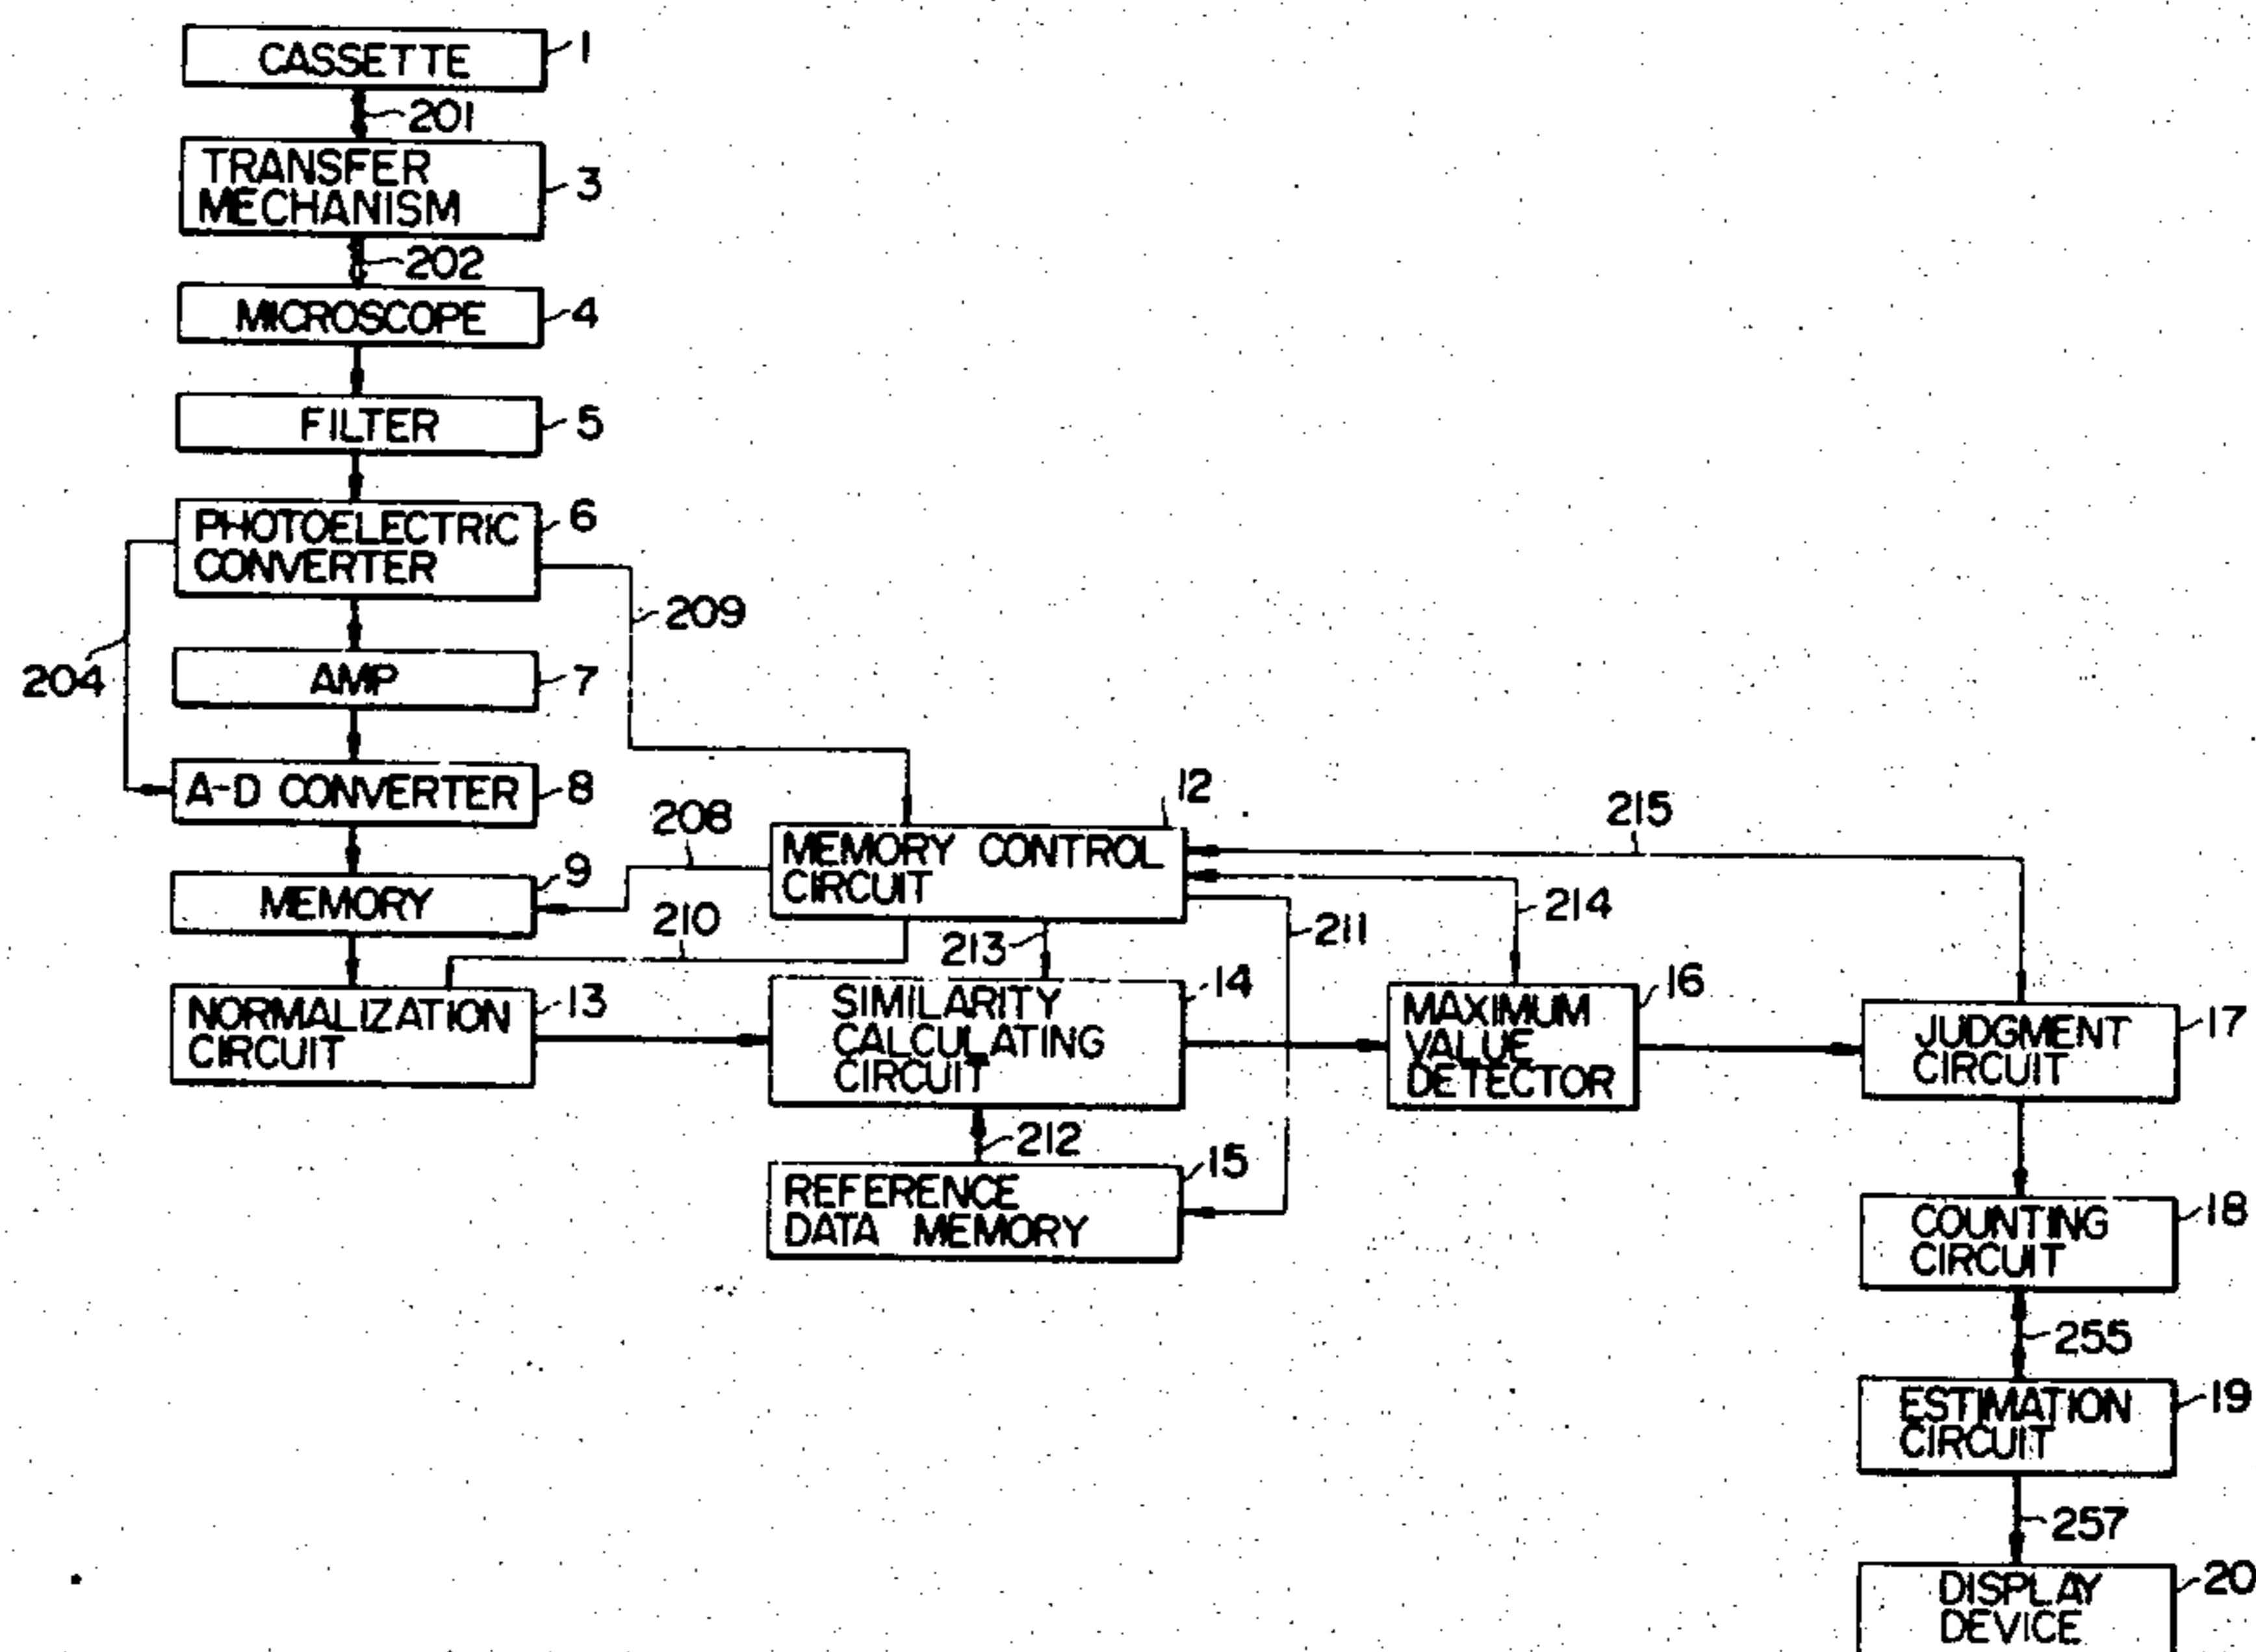 CASSETTE
1
201
TRANSFER
MECHANISM
3
202
MICROSCOPE
4
FILTER
5
PHOTOELECTRIC
CONVERTER
6
209
204
AMP
7
A-D CONVERTER
8
208
12
215
MEMORY CONTROL
CIRCUIT
MEMORY
9
210
213
211
214
NORMALIZATION
CIRCUIT
13
SIMILARITY
CALCULATING
CIRCUIT
14
MAXIMUM
VALUE
DETECTOR
16
JUDGMENT
CIRCUIT
17
212
REFERENCE
DATA MEMORY
15
COUNTING
CIRCUIT
18
255
ESTIMATION
CIRCUIT
19
257
DISPLAY
DEVICE
20